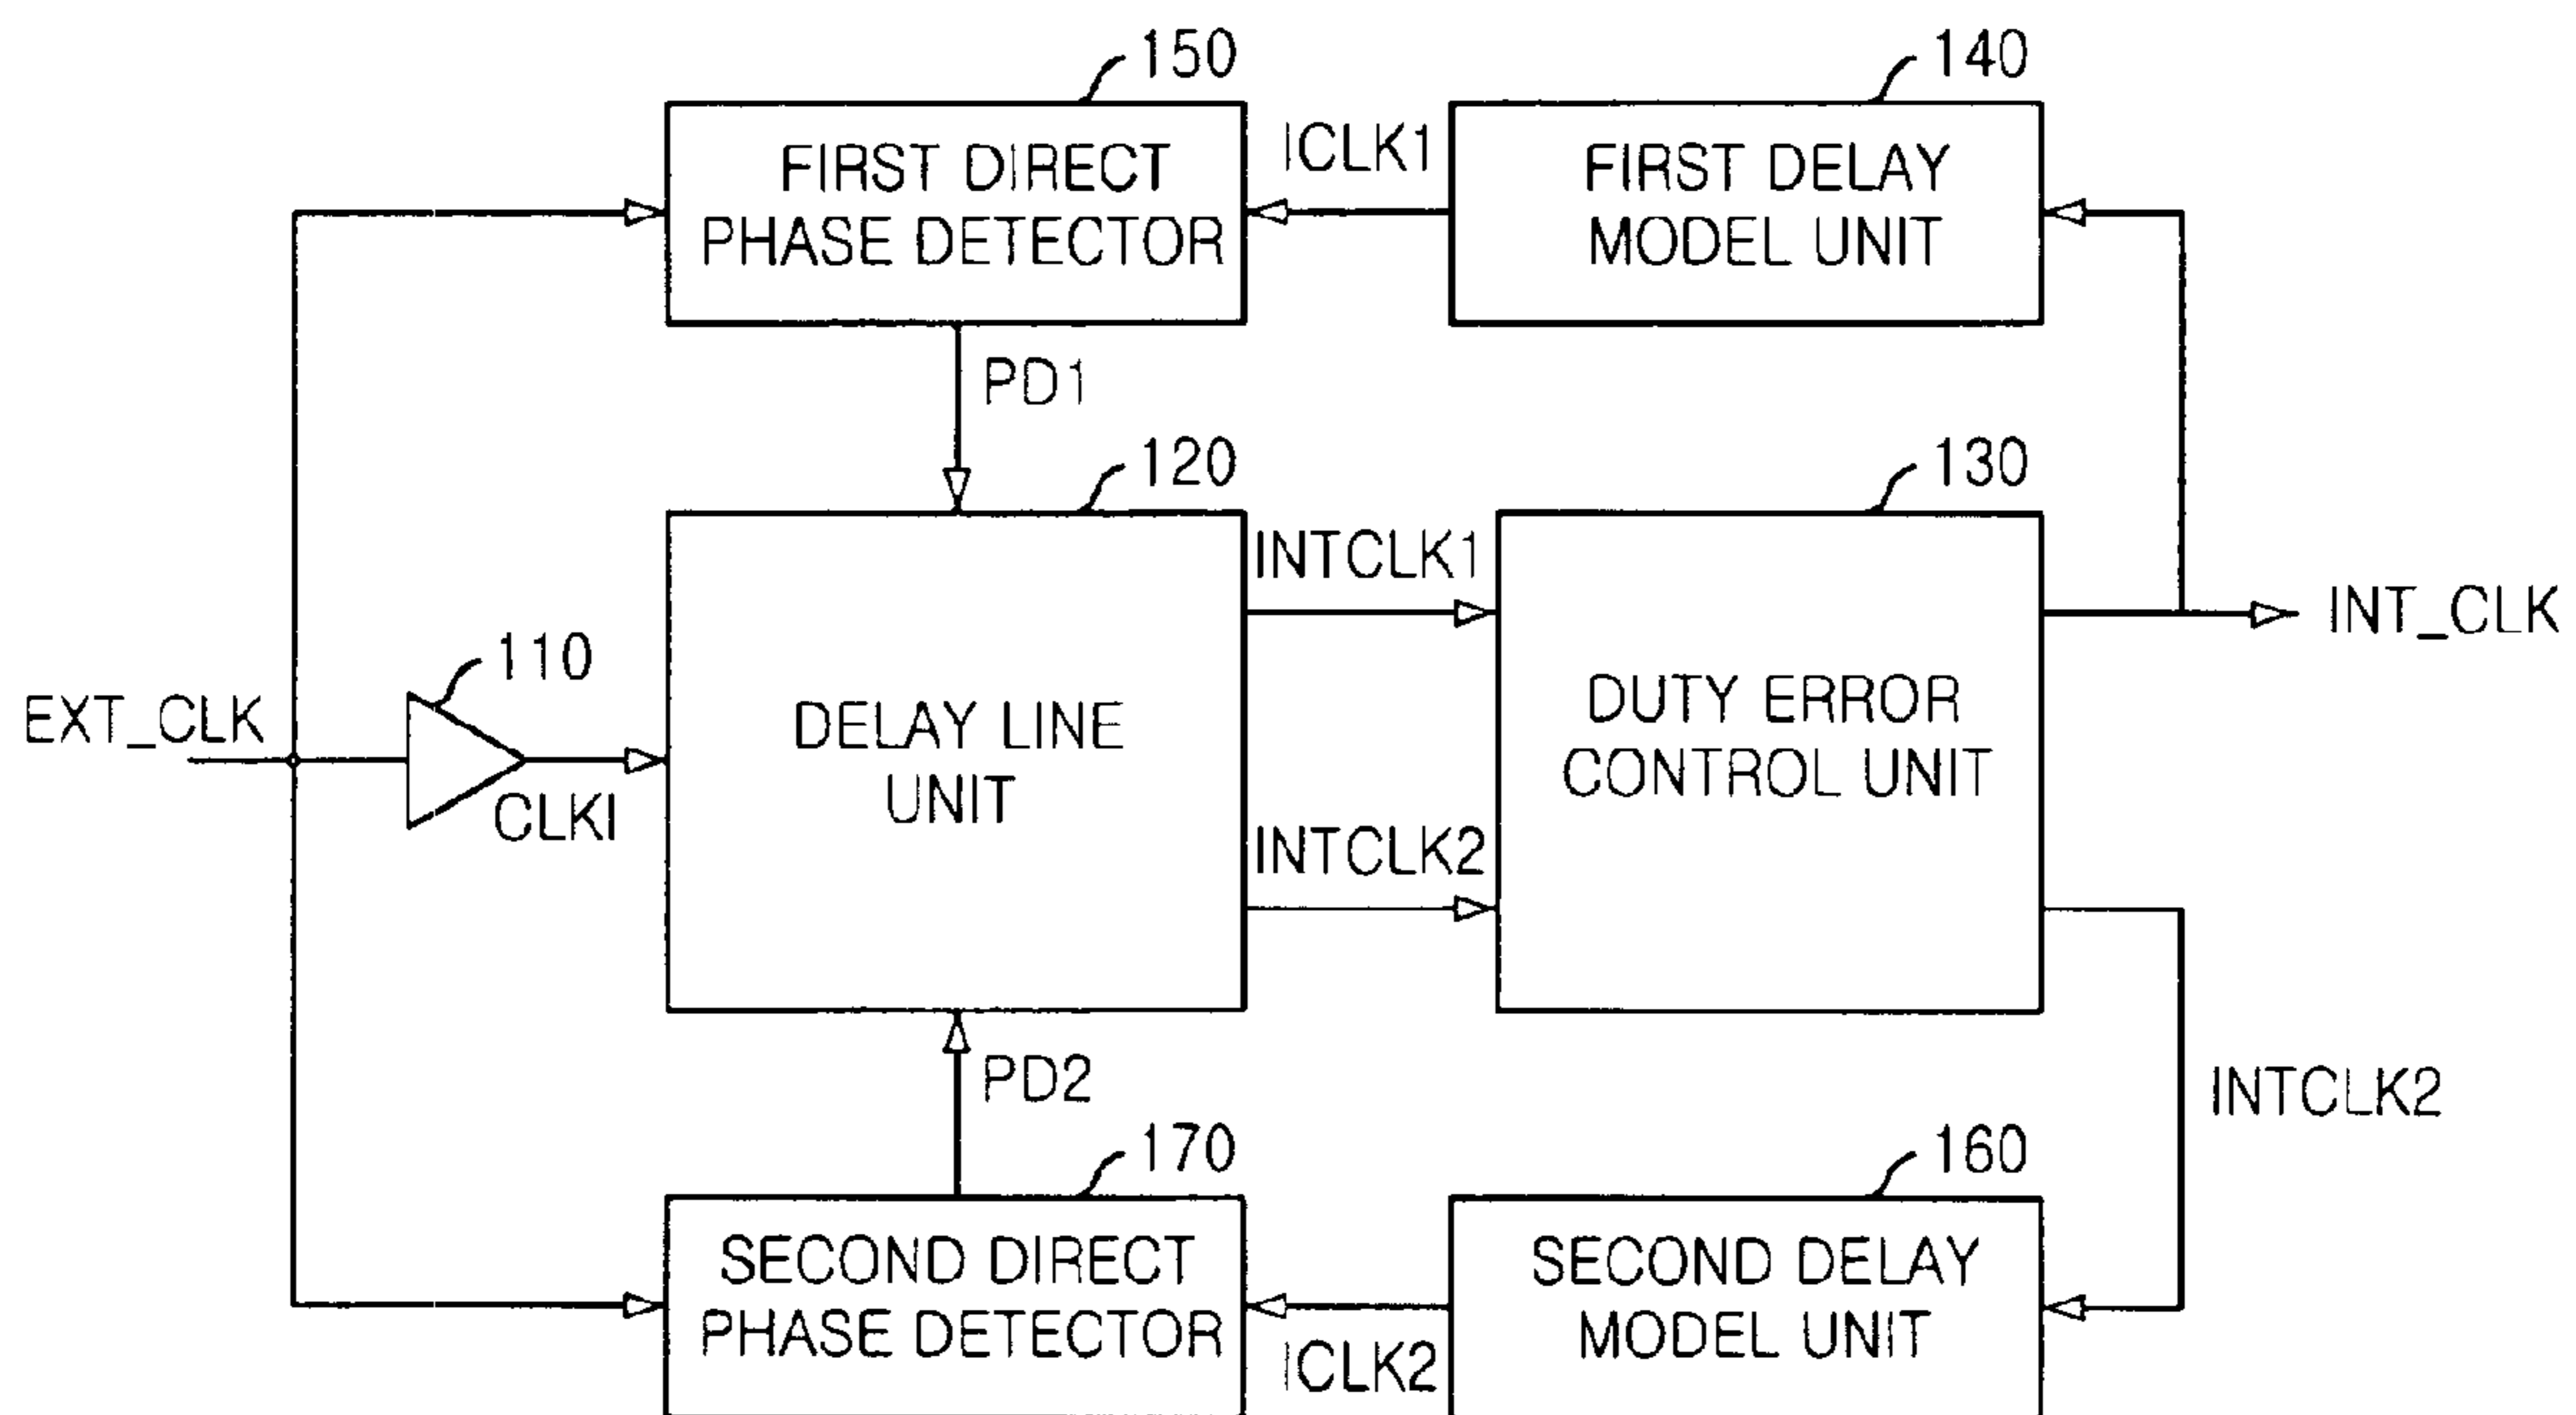 150
140
FIRST DIRECT
PHASE DETECTOR
ICLK1
FIRST DELAY
MODEL UNIT
PD1
120
130
INTCLK1
INT_CLK
110
EXT_CLK
CLKI
DELAY LINE
UNIT
DUTY ERROR
CONTROL UNIT
INTCLK2
PD2
INTCLK2
170
160
SECOND DIRECT
PHASE DETECTOR
ICLK2
SECOND DELAY
MODEL UNIT